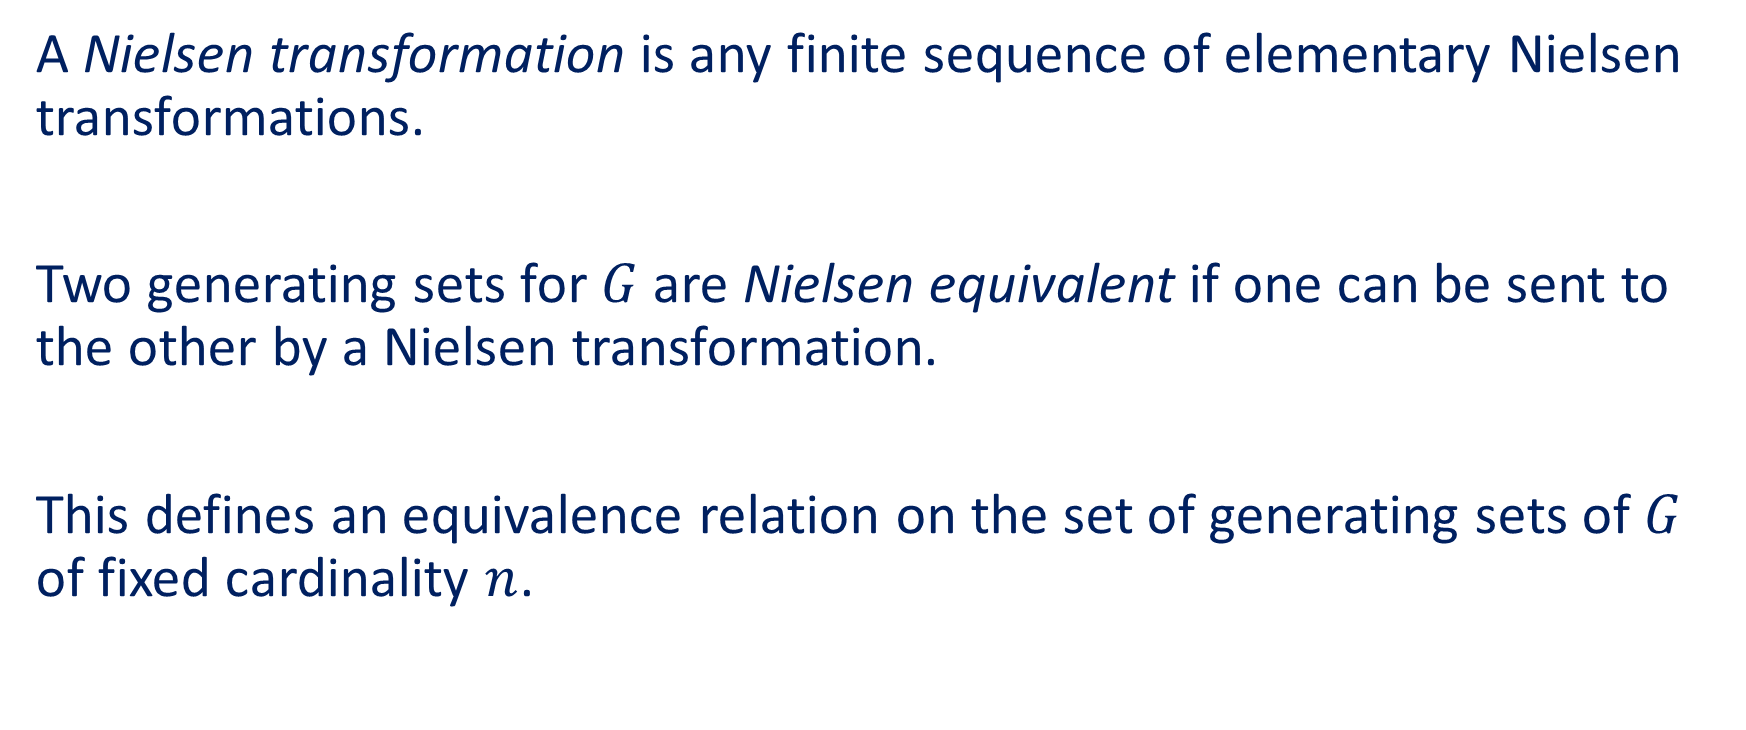 A Nielsen transformation is any finite sequence of elementary Nielsen
transformations.
Two generating sets for G are Nielsen equivalent if one can be sent to
the other by a Nielsen transformation.
This defines an equivalence relation on the set of generating sets of G
of fixed cardinality n.